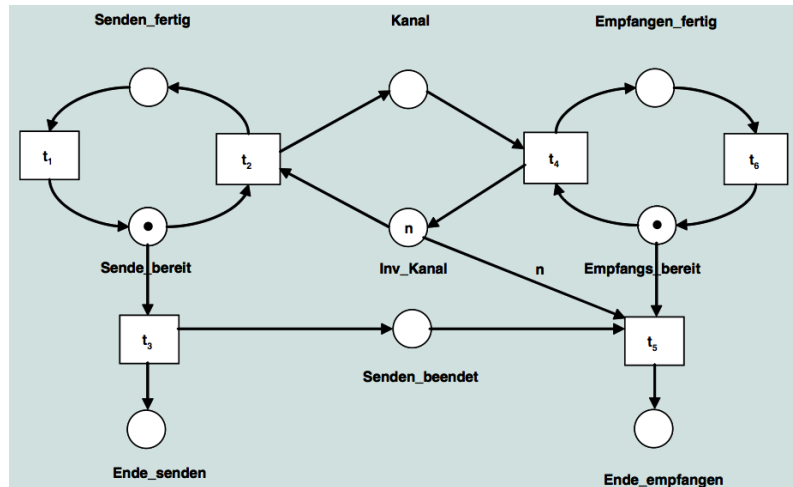 Senden_fertig
Kanal
Empfangen_fertig
t₁
t₂
t₄
t₆
n
Sende_bereit
Inv_Kanal
n
Empfangs_bereit
t₃
t₅
Senden_beendet
Ende_senden
Ende_empfangen